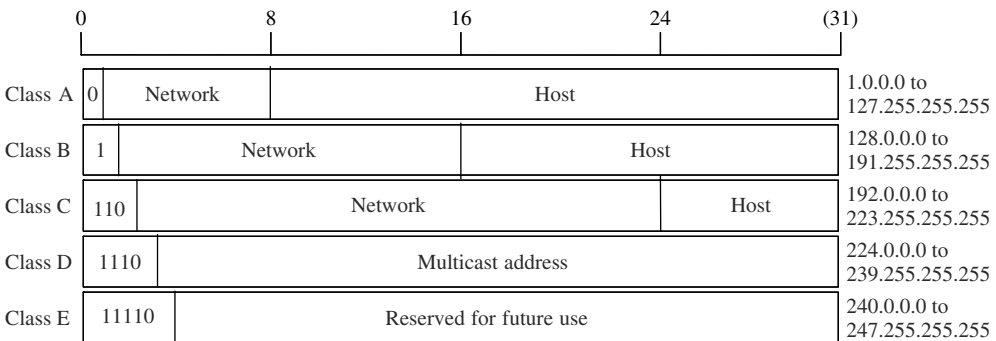 0 8 16 24 (31)
Class A 0 Network Host 1.0.0.0 to
127.255.255.255
Class B 1 Network Host 128.0.0.0 to
191.255.255.255
Class C 110 Network Host 192.0.0.0 to
223.255.255.255
Class D 1110 Multicast address 224.0.0.0 to
239.255.255.255
Class E 11110 Reserved for future use 240.0.0.0 to
247.255.255.255